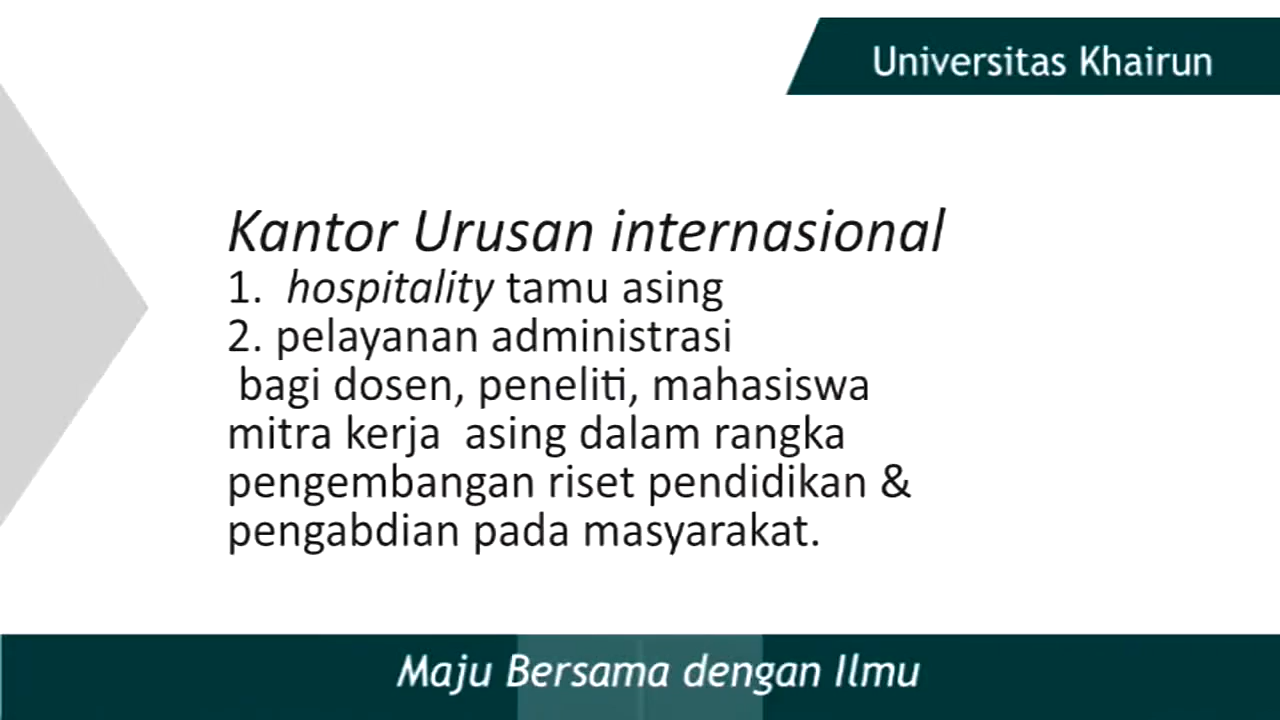 Universitas Khairun
Kantor Urusan internasional
1. hospitality tamu asing
2. pelayanan administrasi
bagi dosen, peneliti, mahasiswa
mitra kerja asing dalam rangka
pengembangan riset pendidikan &
pengabdian pada masyarakat.
Maju Bersama dengan Ilmu